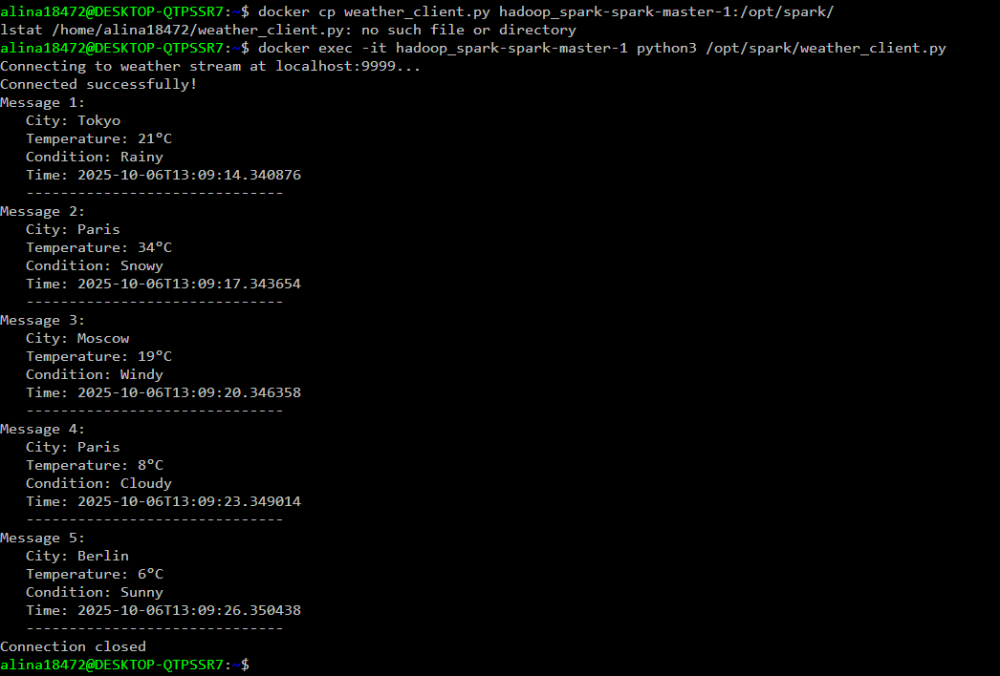 alina18472@DESKTOP-QTPSSR7:~$ docker cp weather_client.py hadoop_spark-spark-master-1:/opt/spark/
lstat /home/alina18472/weather_client.py: no such file or directory
alina18472@DESKTOP-QTPSSR7:~$ docker exec -it hadoop_spark-spark-master-1 python3 /opt/spark/weather_client.py
Connecting to weather stream at localhost:9999...
Connected successfully!
Message 1:
   City: Tokyo
   Temperature: 21°C
   Condition: Rainy
   Time: 2025-10-06T13:09:14.340876
   ------------------------------
Message 2:
   City: Paris
   Temperature: 34°C
   Condition: Snowy
   Time: 2025-10-06T13:09:17.343654
   ------------------------------
Message 3:
   City: Moscow
   Temperature: 19°C
   Condition: Windy
   Time: 2025-10-06T13:09:20.346358
   ------------------------------
Message 4:
   City: Paris
   Temperature: 8°C
   Condition: Cloudy
   Time: 2025-10-06T13:09:23.349014
   ------------------------------
Message 5:
   City: Berlin
   Temperature: 6°C
   Condition: Sunny
   Time: 2025-10-06T13:09:26.350438
   ------------------------------
Connection closed
alina18472@DESKTOP-QTPSSR7:~$